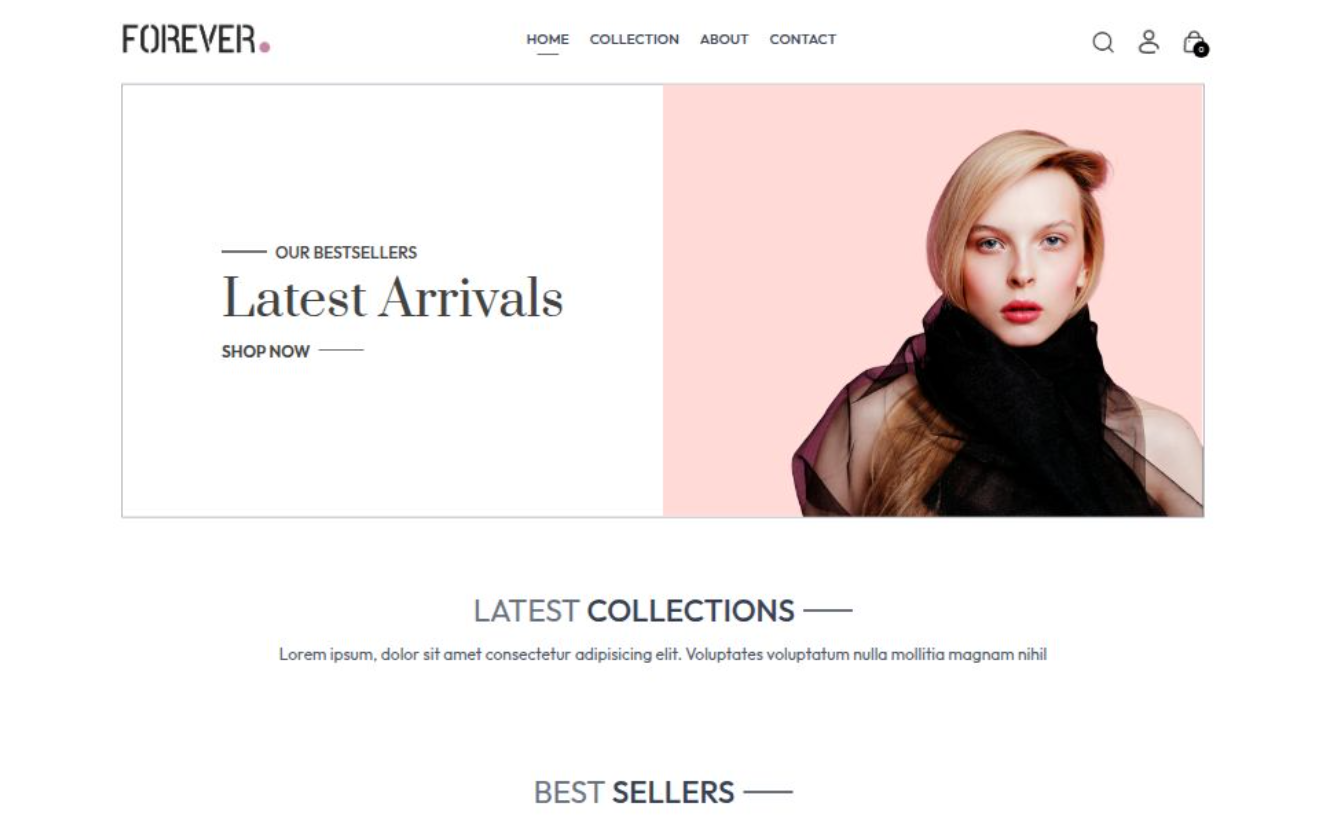 FOREVER.
HOME COLLECTION ABOUT CONTACT
0
OUR BESTSELLERS
Latest Arrivals
SHOP NOW
LATEST COLLECTIONS
Lorem ipsum, dolor sit amet consectetur adipisicing elit. Voluptates voluptatum nulla mollitia magnam nihil
BEST SELLERS